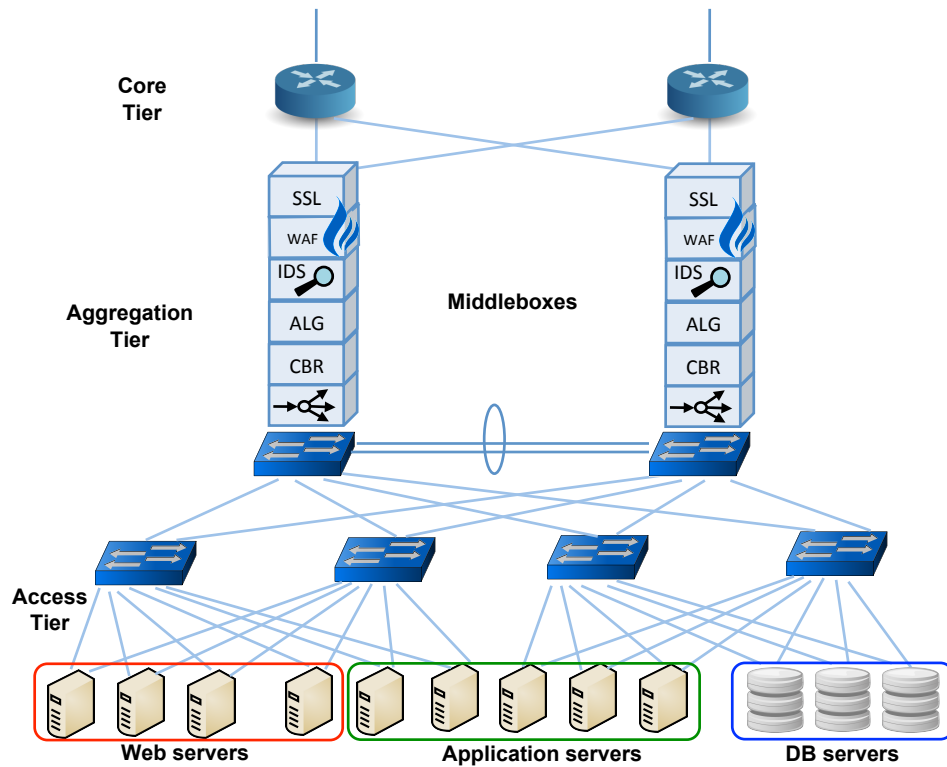 Core
Tier
SSL
SSL
WAF
WAF
IDS
IDS
Aggregation
Tier
Middleboxes
ALG
ALG
CBR
CBR
Access
Tier
Web servers
Application servers
DB servers